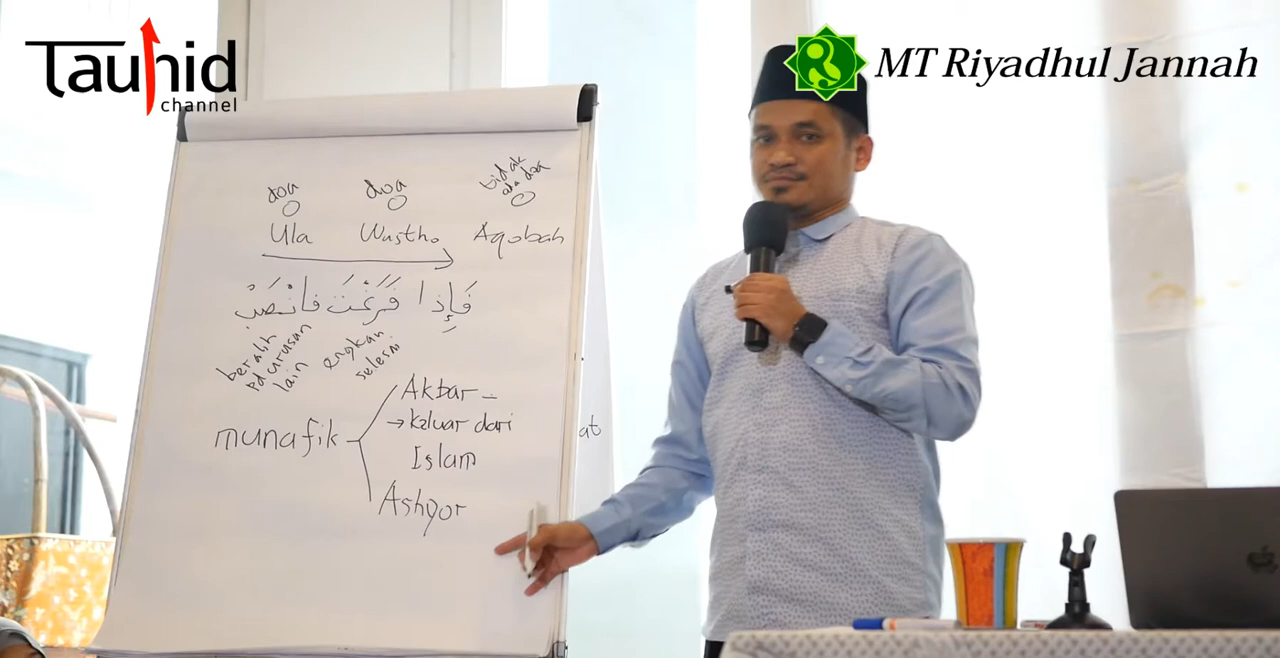 Tauhid
channel
MT Riyadhul Jannah
doa doa tidak
ada doa
Ula Wustho Aqobah
فَإِذَا فَرَغْتَ فَانْصَبْ
beralih
pd urusan
lain
engkau
selesai
munafik
Akbar
→ keluar dari
Islam
Ashgor
at